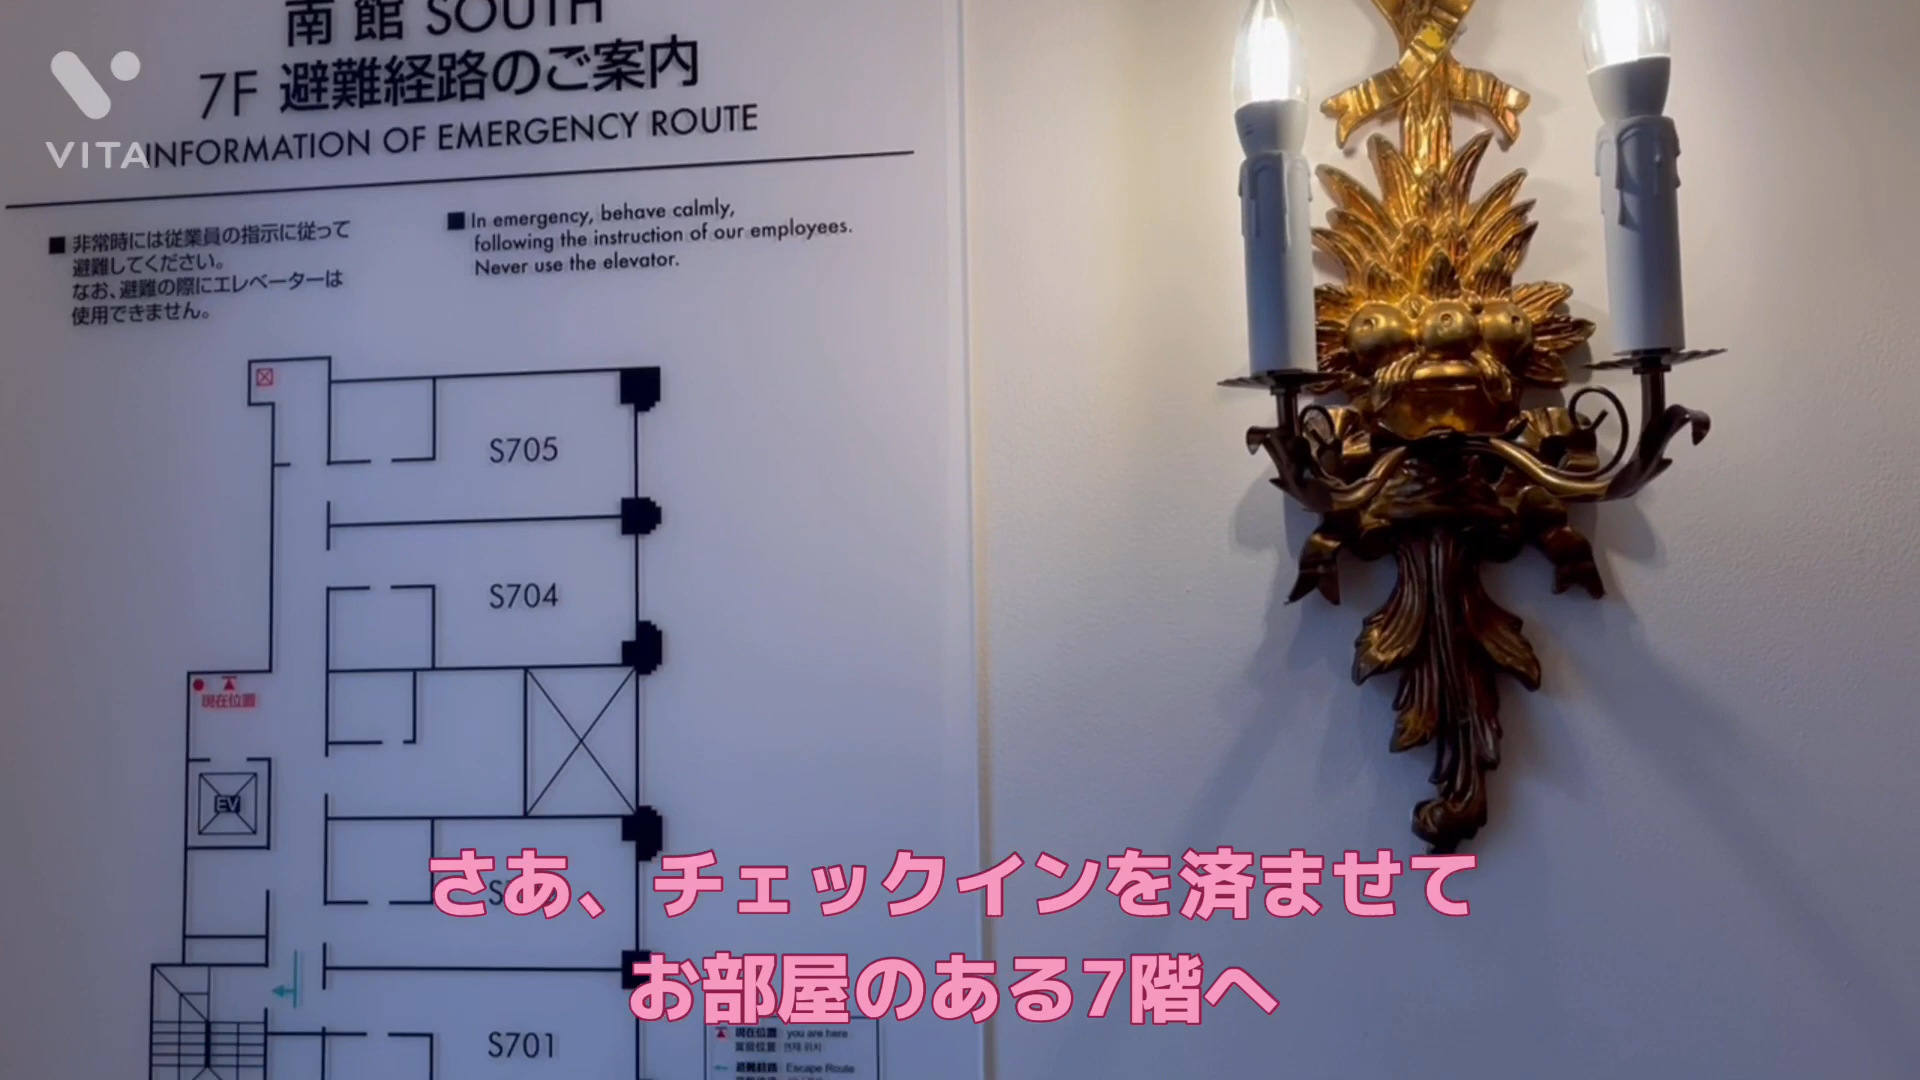 南館 SOUTH
7F 避難経路のご案内
INFORMATION OF EMERGENCY ROUTE
VITA
■ 非常時には従業員の指示に従って
避難してください。
なお、避難の際にエレベーターは
使用できません。
■ In emergency, behave calmly,
following the instruction of our employees.
Never use the elevator.
S705
S704
現在位置
EV
さあ、チェックインを済ませて
お部屋のある7階へ
S701
現在位置 you are here
避難経路 Escape Route